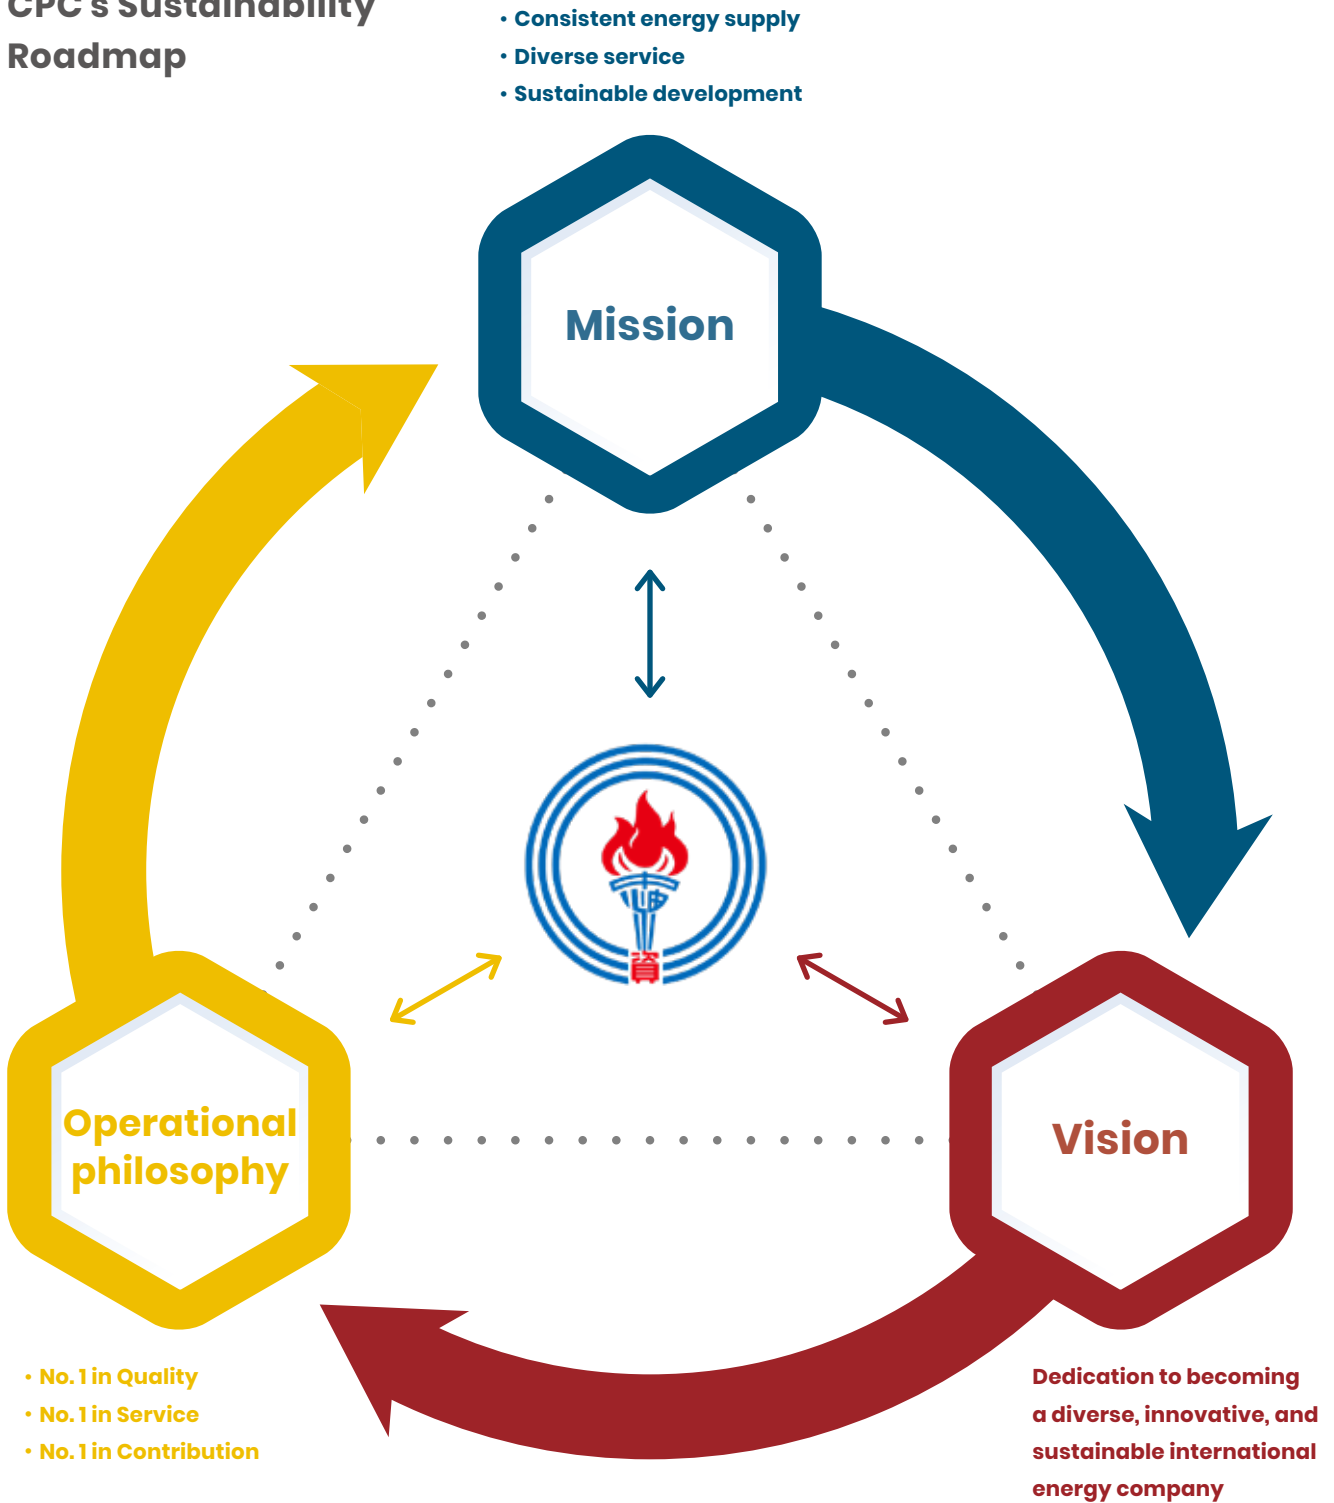 CPC's Sustainability
Roadmap
• Consistent energy supply
• Diverse service
• Sustainable development
Mission
資
Operational
philosophy
Vision
• No. 1 in Quality
• No. 1 in Service
• No. 1 in Contribution
Dedication to becoming
a diverse, innovative, and
sustainable international
energy company